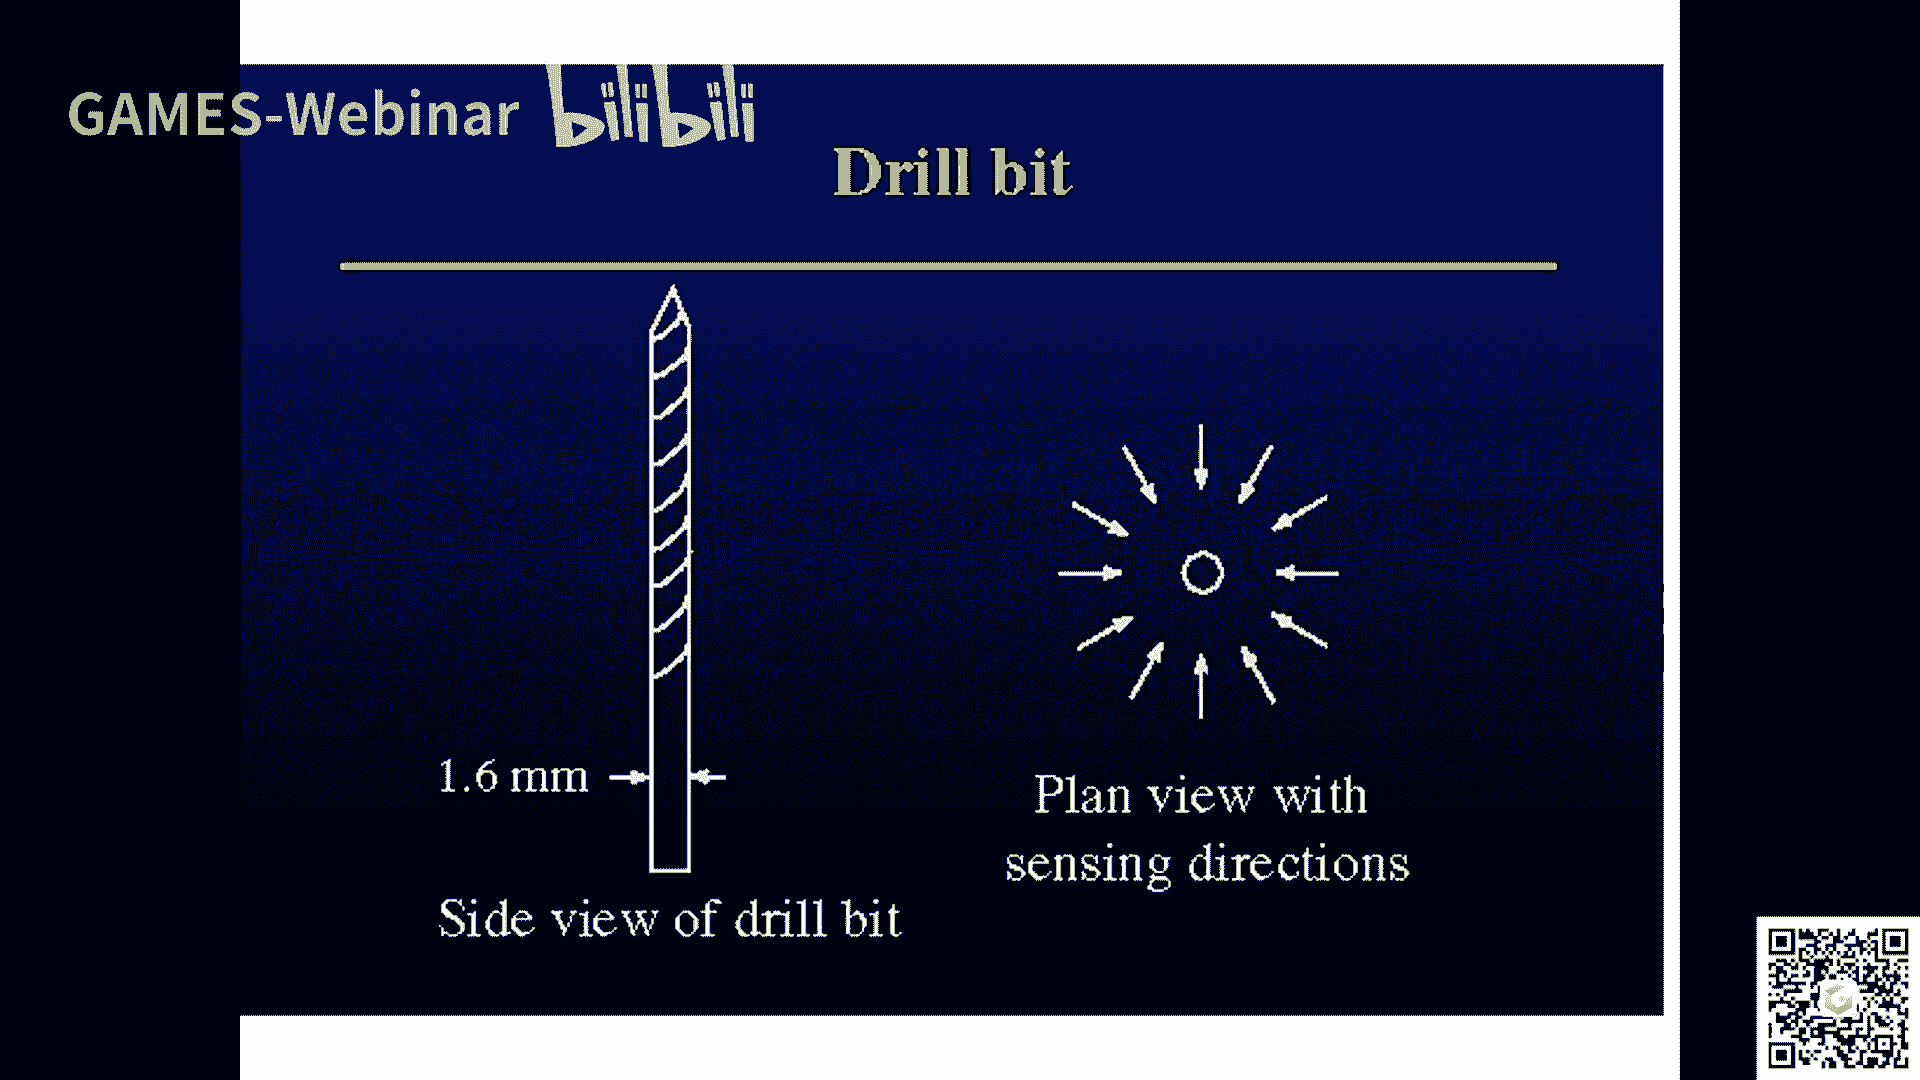 GAMES-Webinar bilibili
Drill bit
1.6 mm
Plan view with
sensing directions
Side view of drill bit